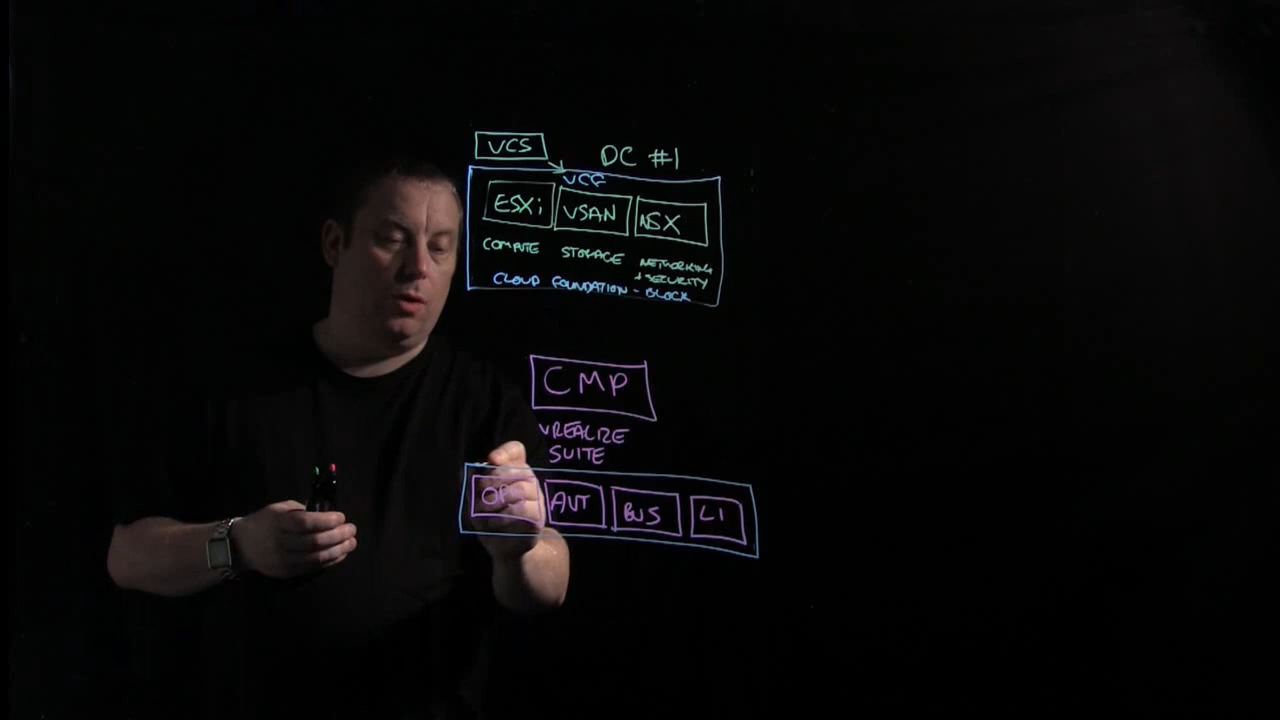 VCS
DC #1
VCF
ESXi VSAN NSX
COMPUTE STORAGE NETWORKING
+ SECURITY
CLOUD FOUNDATION - BLOCK
CMP
VREALIZE
SUITE
OPS AUT BUS LI